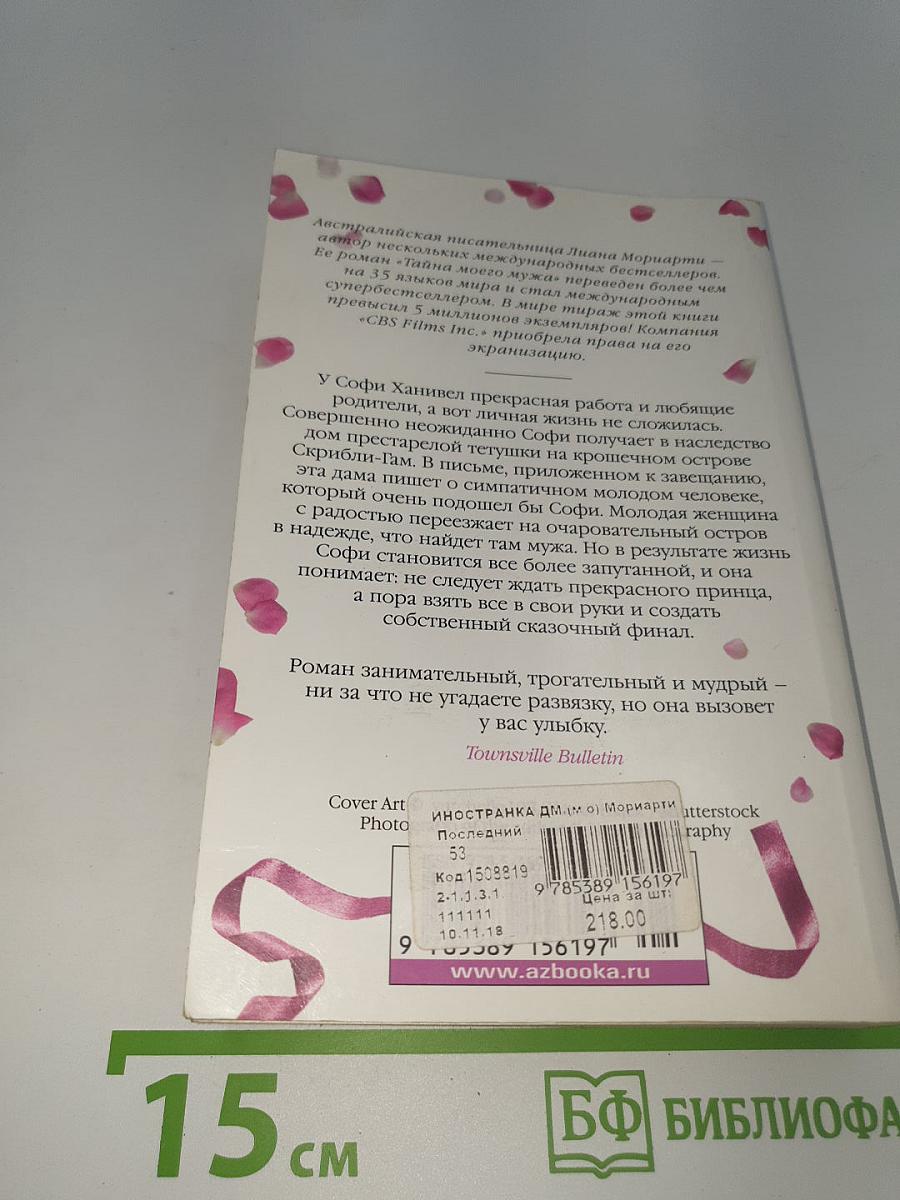 Австралийская писательница Лиана Мориарти —
автор нескольких международных бестселлеров.
Ее роман «Тайна моего мужа» переведен более чем
на 35 языков мира и стал международным
супербестселлером. В мире тираж этой книги
превысил 5 миллионов экземпляров! Компания
«CBS Films Inc.» приобрела права на его
экранизацию.
У Софи Ханивел прекрасная работа и любящие
родители, а вот личная жизнь не сложилась.
Совершенно неожиданно Софи получает в наследство
дом престарелой тетушки на крошечном острове
Скрибли-Гам. В письме, приложенном к завещанию,
эта дама пишет о симпатичном молодом человеке,
который очень подошел бы Софи. Молодая женщина
с радостью переезжает на очаровательный остров
в надежде, что найдет там мужа. Но в результате жизнь
Софи становится все более запутанной, и она
понимает: не следует ждать прекрасного принца,
а пора взять все в свои руки и создать
собственный сказочный финал.
Роман занимательный, трогательный и мудрый –
ни за что не угадаете развязку, но она вызовет
у вас улыбку.
Townsville Bulletin
Cover Art © utterstock
Photo raphy
ИНОСТРАНКА ДМ.(м.о) Мориарти
Последний
53
Код 1508819
2-1.1.3.1
111111
10.11.18
9 785389 156197
Цена за шт:
218.00
9 785389 156197
www.azbooka.ru
15 см
БФ БИБЛИОФА